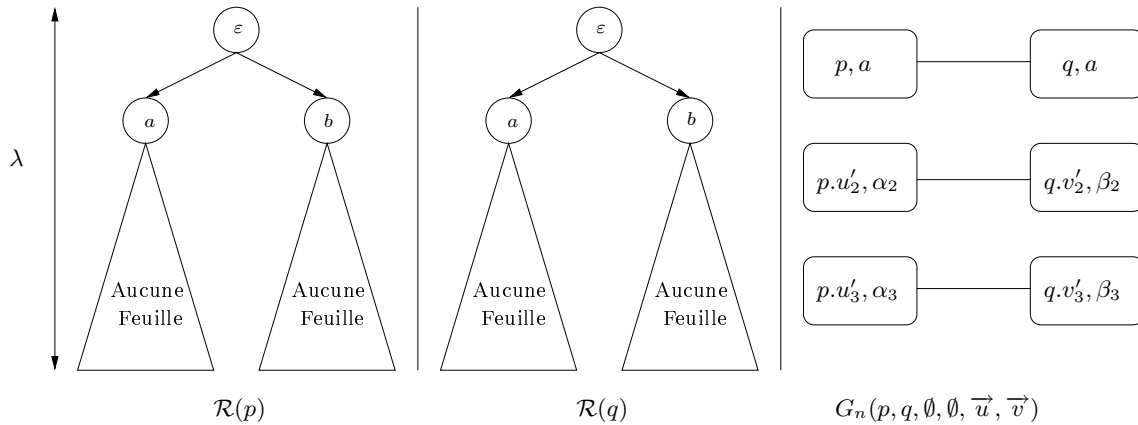 λ
ε
a
b
Aucune
Feuille
Aucune
Feuille
R(p)
ε
a
b
Aucune
Feuille
Aucune
Feuille
R(q)
p, a
q, a
p.u′₂, α₂
q.v′₂, β₂
p.u′₃, α₃
q.v′₃, β₃
Gₙ(p, q, ∅, ∅, u⃗, v⃗)